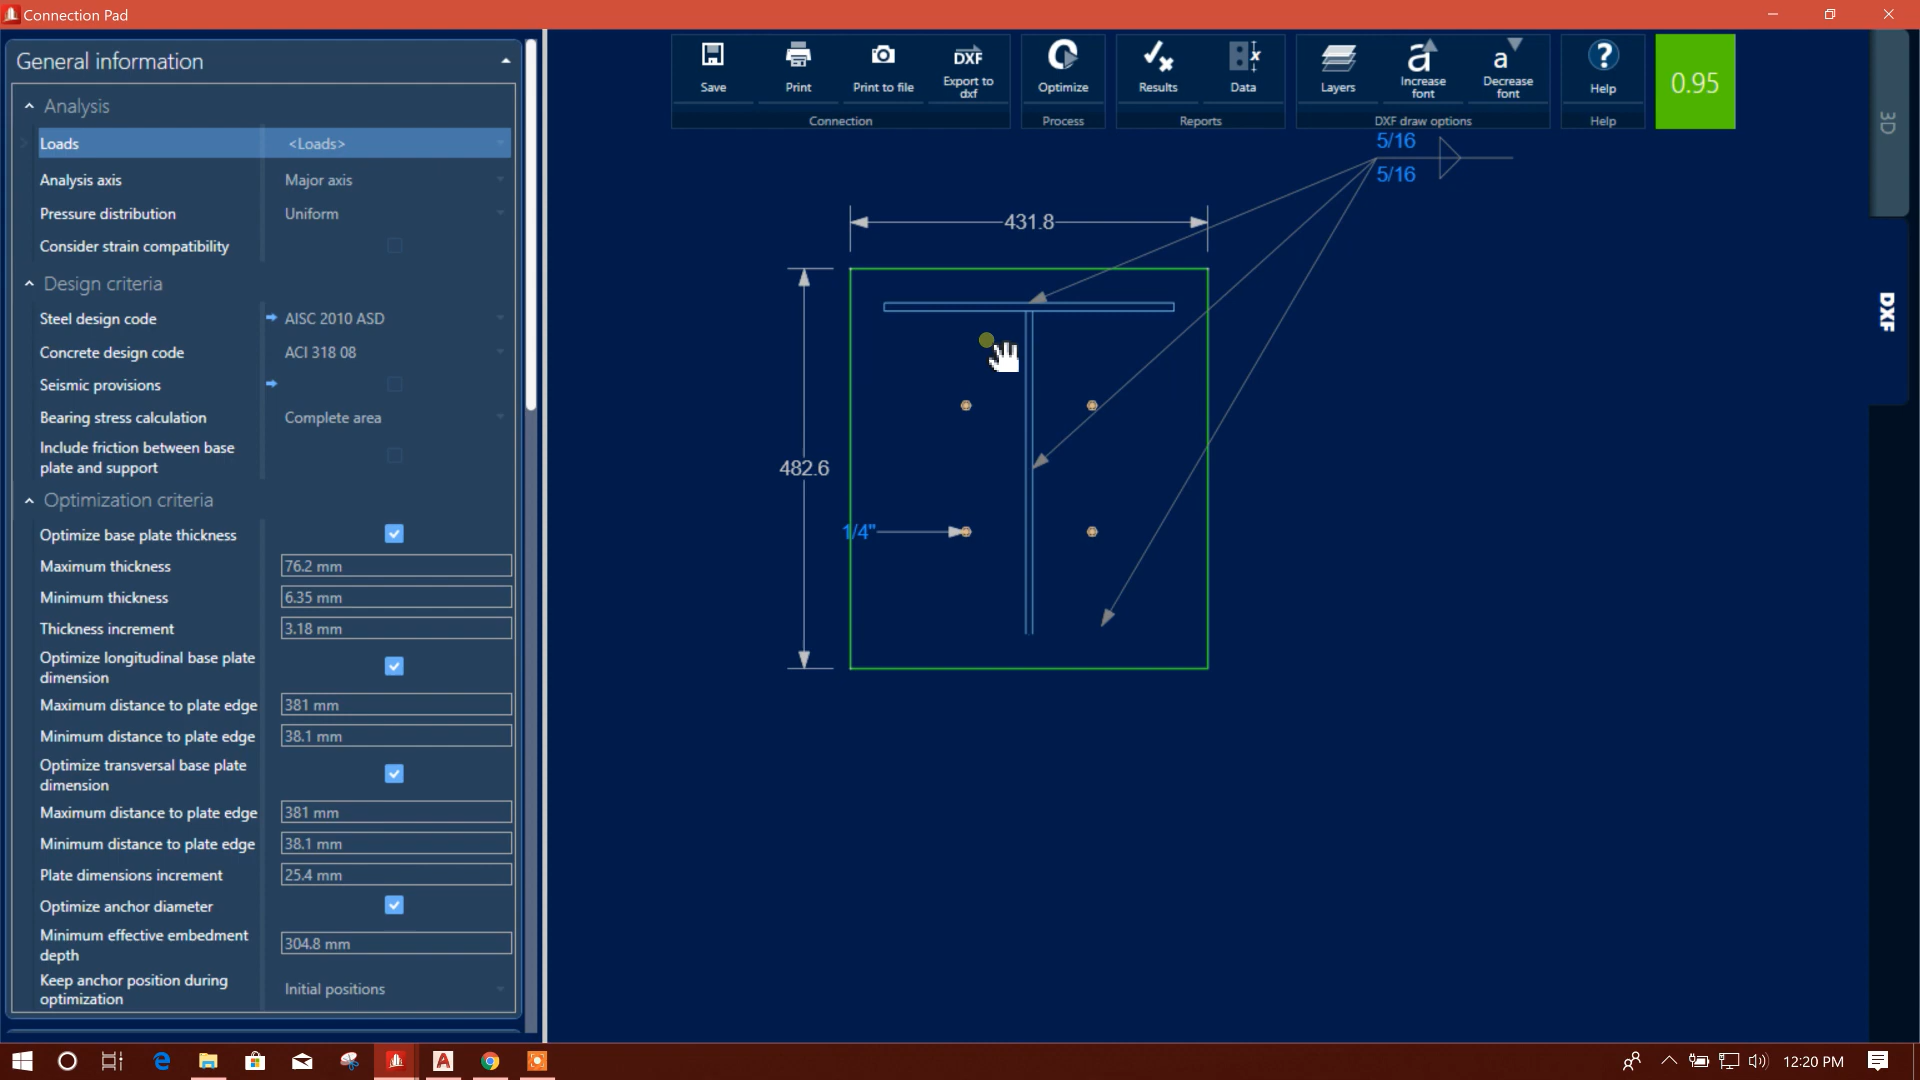 Connection Pad
General information
Analysis
Loads <Loads>
Analysis axis Major axis
Pressure distribution Uniform
Consider strain compatibility
Design criteria
Steel design code AISC 2010 ASD
Concrete design code ACI 318 08
Seismic provisions
Bearing stress calculation Complete area
Include friction between base
plate and support
Optimization criteria
Optimize base plate thickness
Maximum thickness 76.2 mm
Minimum thickness 6.35 mm
Thickness increment 3.18 mm
Optimize longitudinal base plate
dimension
Maximum distance to plate edge 381 mm
Minimum distance to plate edge 38.1 mm
Optimize transversal base plate
dimension
Maximum distance to plate edge 381 mm
Minimum distance to plate edge 38.1 mm
Plate dimensions increment 25.4 mm
Optimize anchor diameter
Minimum effective embedment
depth
304.8 mm
Keep anchor position during
optimization
Initial positions
Save
Print
Print to file
DXF
Export to
dxf
Connection
Optimize
Process
Results
Data
Reports
Layers
a
Increase
font
a
Decrease
font
DXF draw options
Help
Help
0.95
3D
DXF
5/16
5/16
431.8
482.6
1/4"
12:20 PM